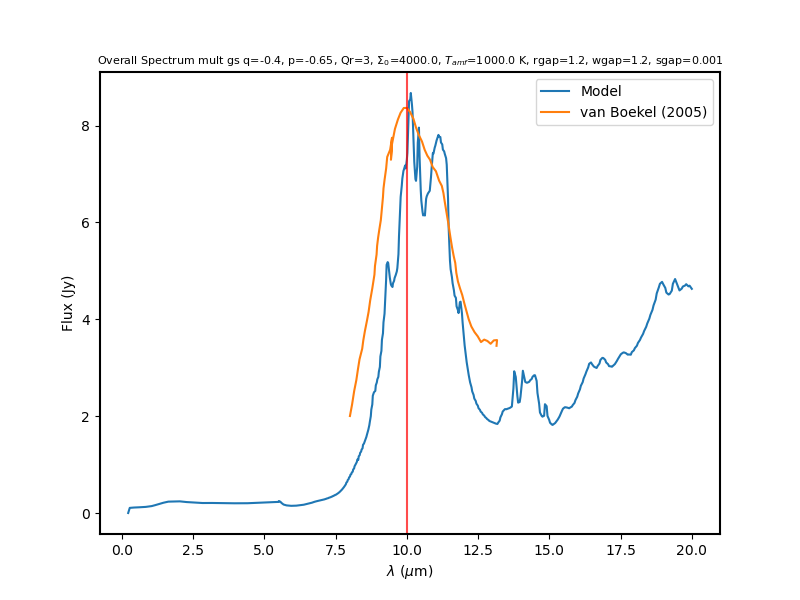 Overall Spectrum mult gs q=-0.4, p=-0.65, Qr=3, Σ₀=4000.0, T_amf=1000.0 K, rgap=1.2, wgap=1.2, sgap=0.001
Model
van Boekel (2005)
8
6
4
2
0
Flux (Jy)
0.0 2.5 5.0 7.5 10.0 12.5 15.0 17.5 20.0
λ (μm)